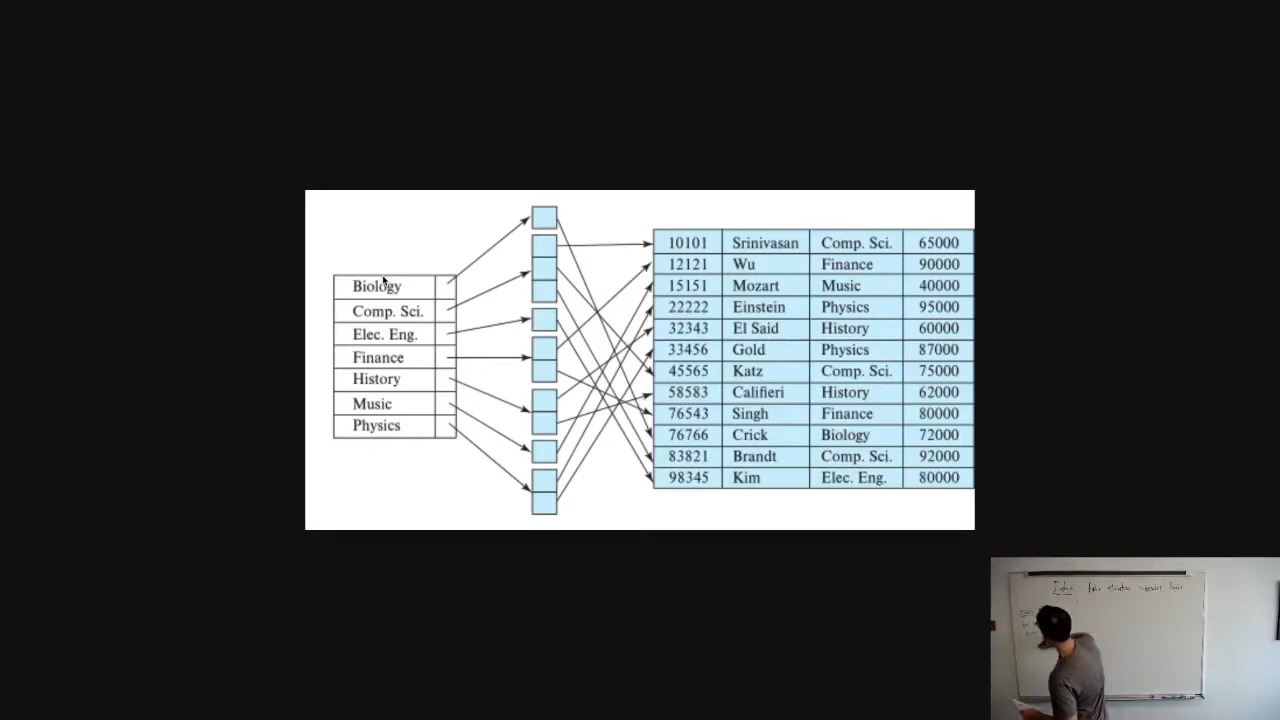 Biology
Comp. Sci.
Elec. Eng.
Finance
History
Music
Physics
10101 Srinivasan Comp. Sci. 65000
12121 Wu Finance 90000
15151 Mozart Music 40000
22222 Einstein Physics 95000
32343 El Said History 60000
33456 Gold Physics 87000
45565 Katz Comp. Sci. 75000
58583 Califieri History 62000
76543 Singh Finance 80000
76766 Crick Biology 72000
83821 Brandt Comp. Sci. 92000
98345 Kim Elec. Eng. 80000